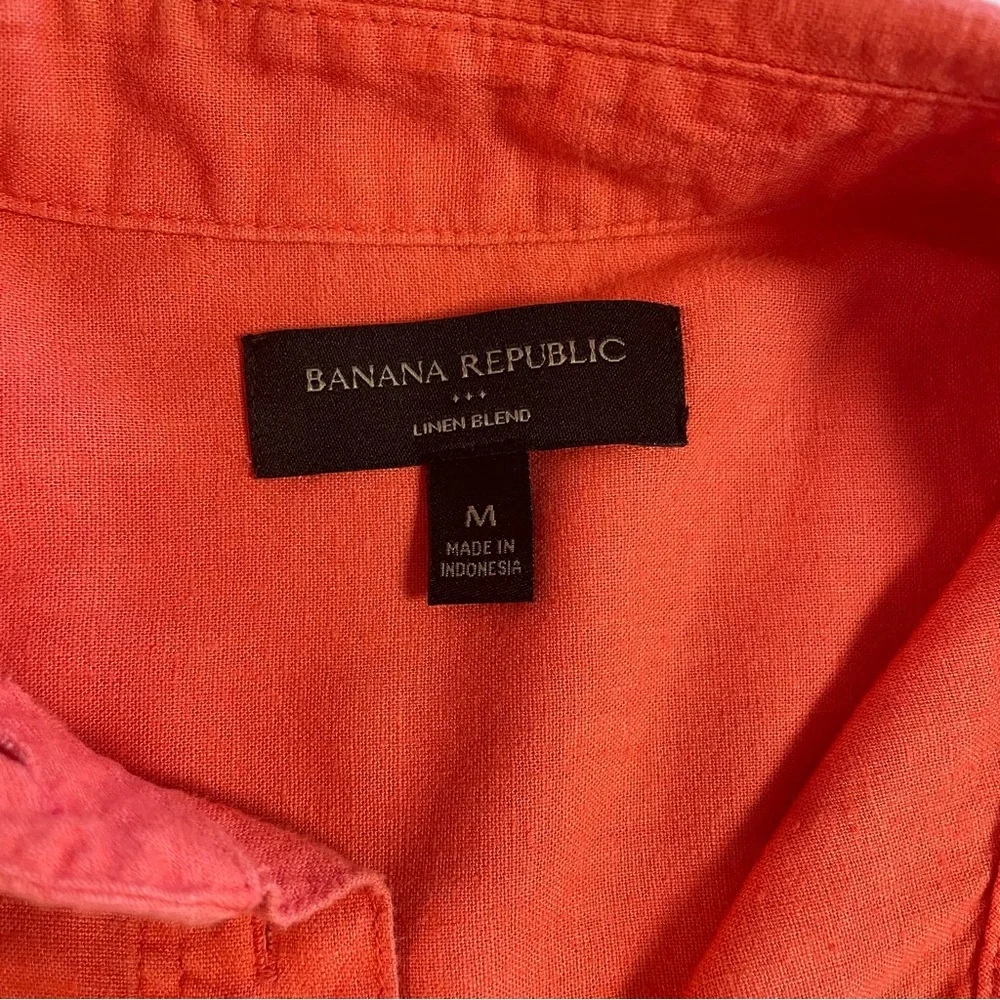 BANANA REPUBLIC
LINEN BLEND
M
MADE IN
INDONESIA